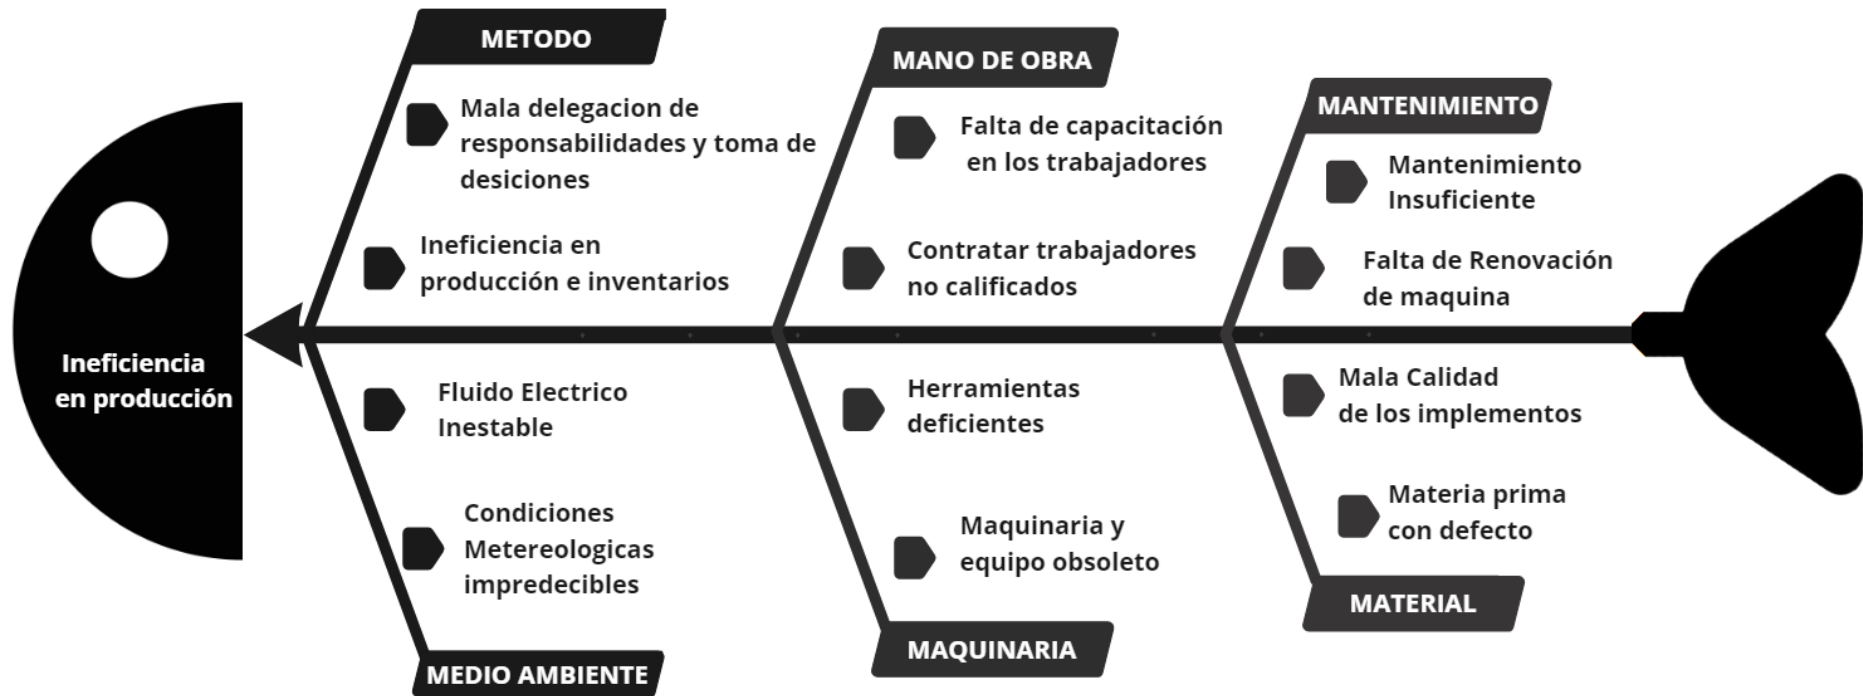 METODO
Mala delegacion de
responsabilidades y toma de
desiciones
Ineficiencia en
producción e inventarios
MANO DE OBRA
Falta de capacitación
en los trabajadores
Contratar trabajadores
no calificados
MANTENIMIENTO
Mantenimiento
Insuficiente
Falta de Renovación
de maquina
Ineficiencia
en producción
Fluido Electrico
Inestable
Condiciones
Metereologicas
impredecibles
MEDIO AMBIENTE
Herramientas
deficientes
Maquinaria y
equipo obsoleto
MAQUINARIA
Mala Calidad
de los implementos
Materia prima
con defecto
MATERIAL